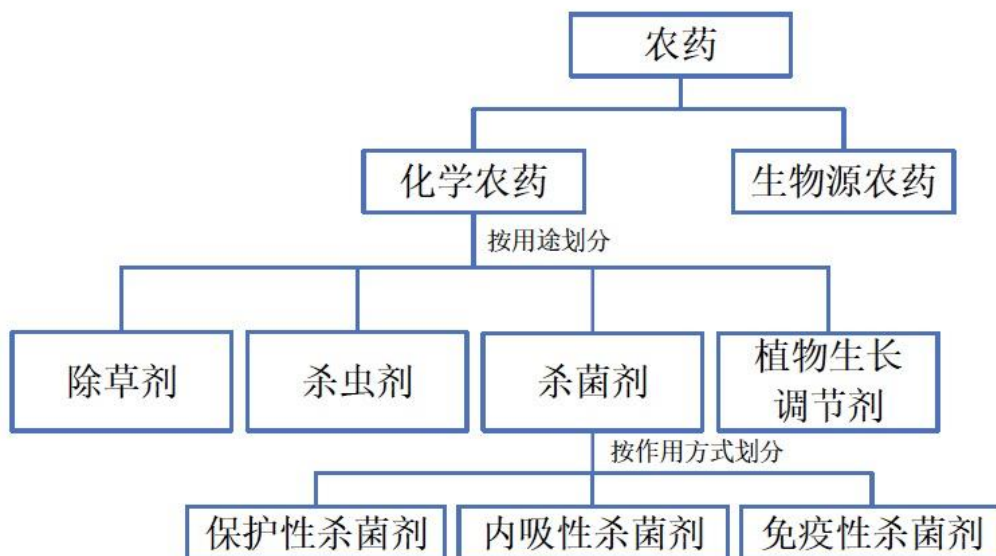 农药
化学农药
生物源农药
按用途划分
除草剂
杀虫剂
杀菌剂
植物生长
调节剂
按作用方式划分
保护性杀菌剂
内吸性杀菌剂
免疫性杀菌剂